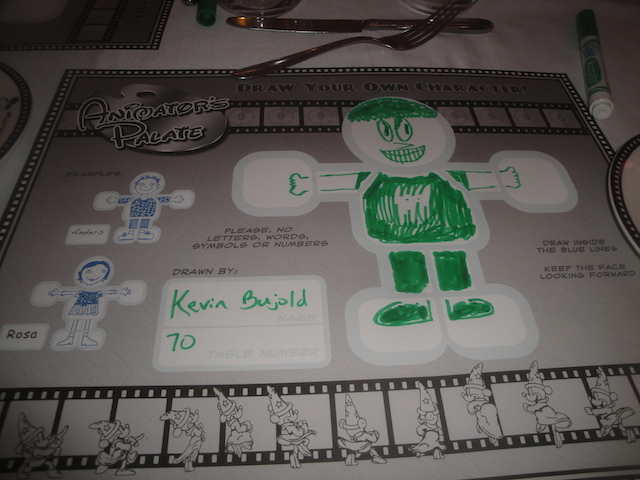 DRAW YOUR OWN CHARACTER!
ANIMATOR'S
PALATE
EXAMPLES:
Anders
Rosa
PLEASE, NO
LETTERS, WORDS,
SYMBOLS OR NUMBERS
DRAWN BY:
Kevin Bujold
NAME
70
TABLE NUMBER
DRAW INSIDE
THE BLUE LINES
KEEP THE FACE
LOOKING FORWARD